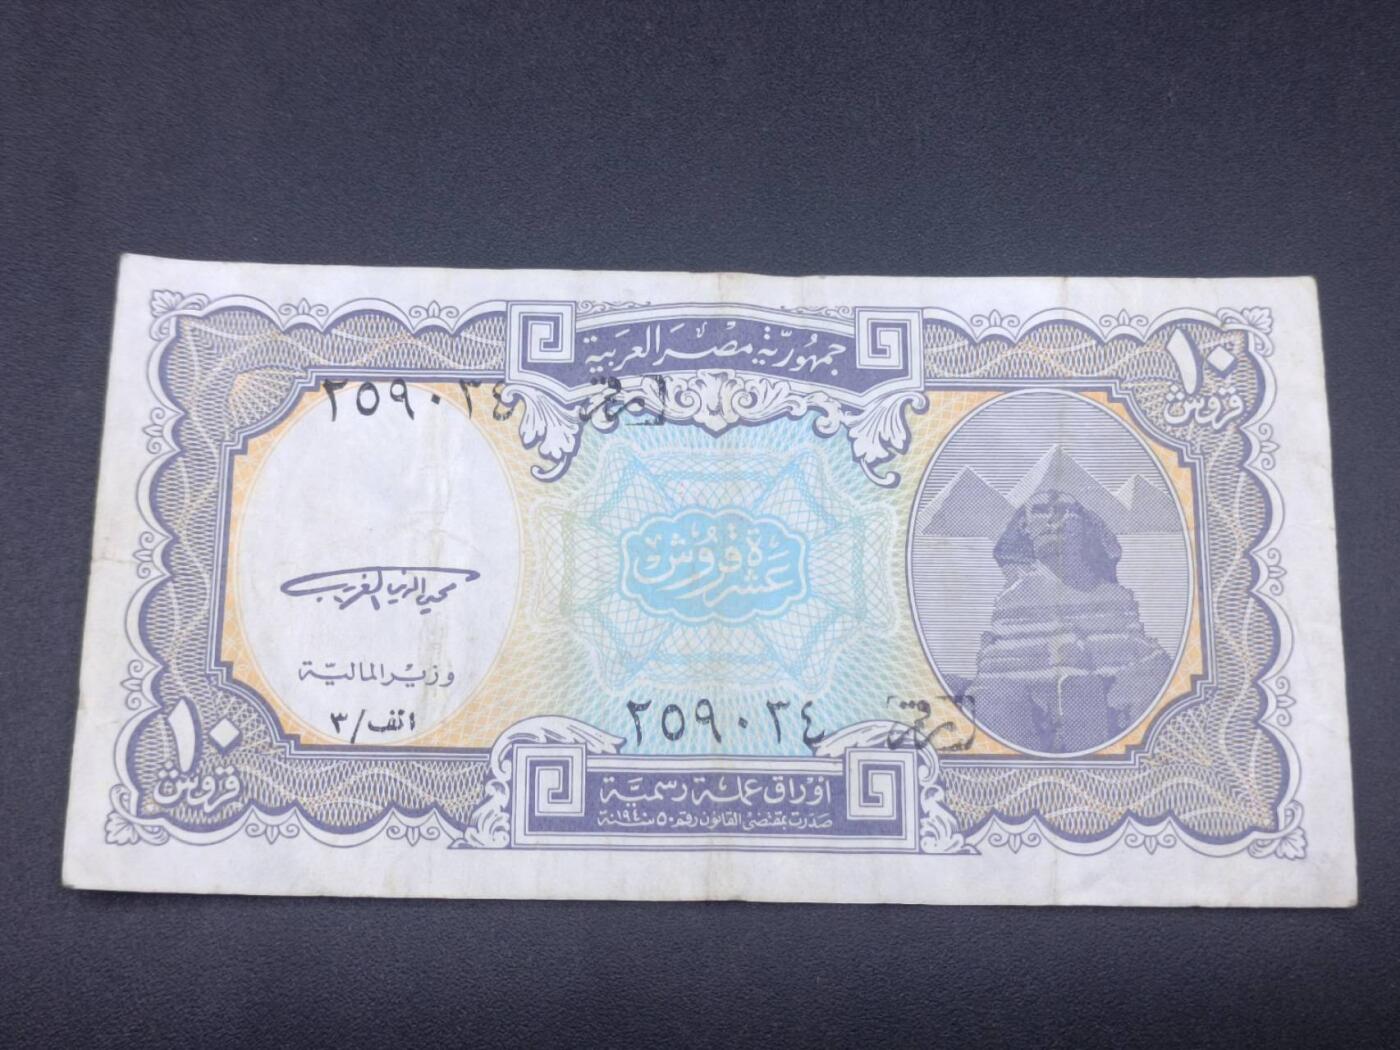 جمهورية مصر العربية
١٠
قروش
٢٥٩٠٣٤
عشرة قروش
محيي الدين الغريب
وزير المالية
٣/الف
٢٥٩٠٣٤
١٠
قروش
أوراق عملة رسمية
صدرت بمقتضى القانون رقم ٥٠ سنة ١٩٤٠